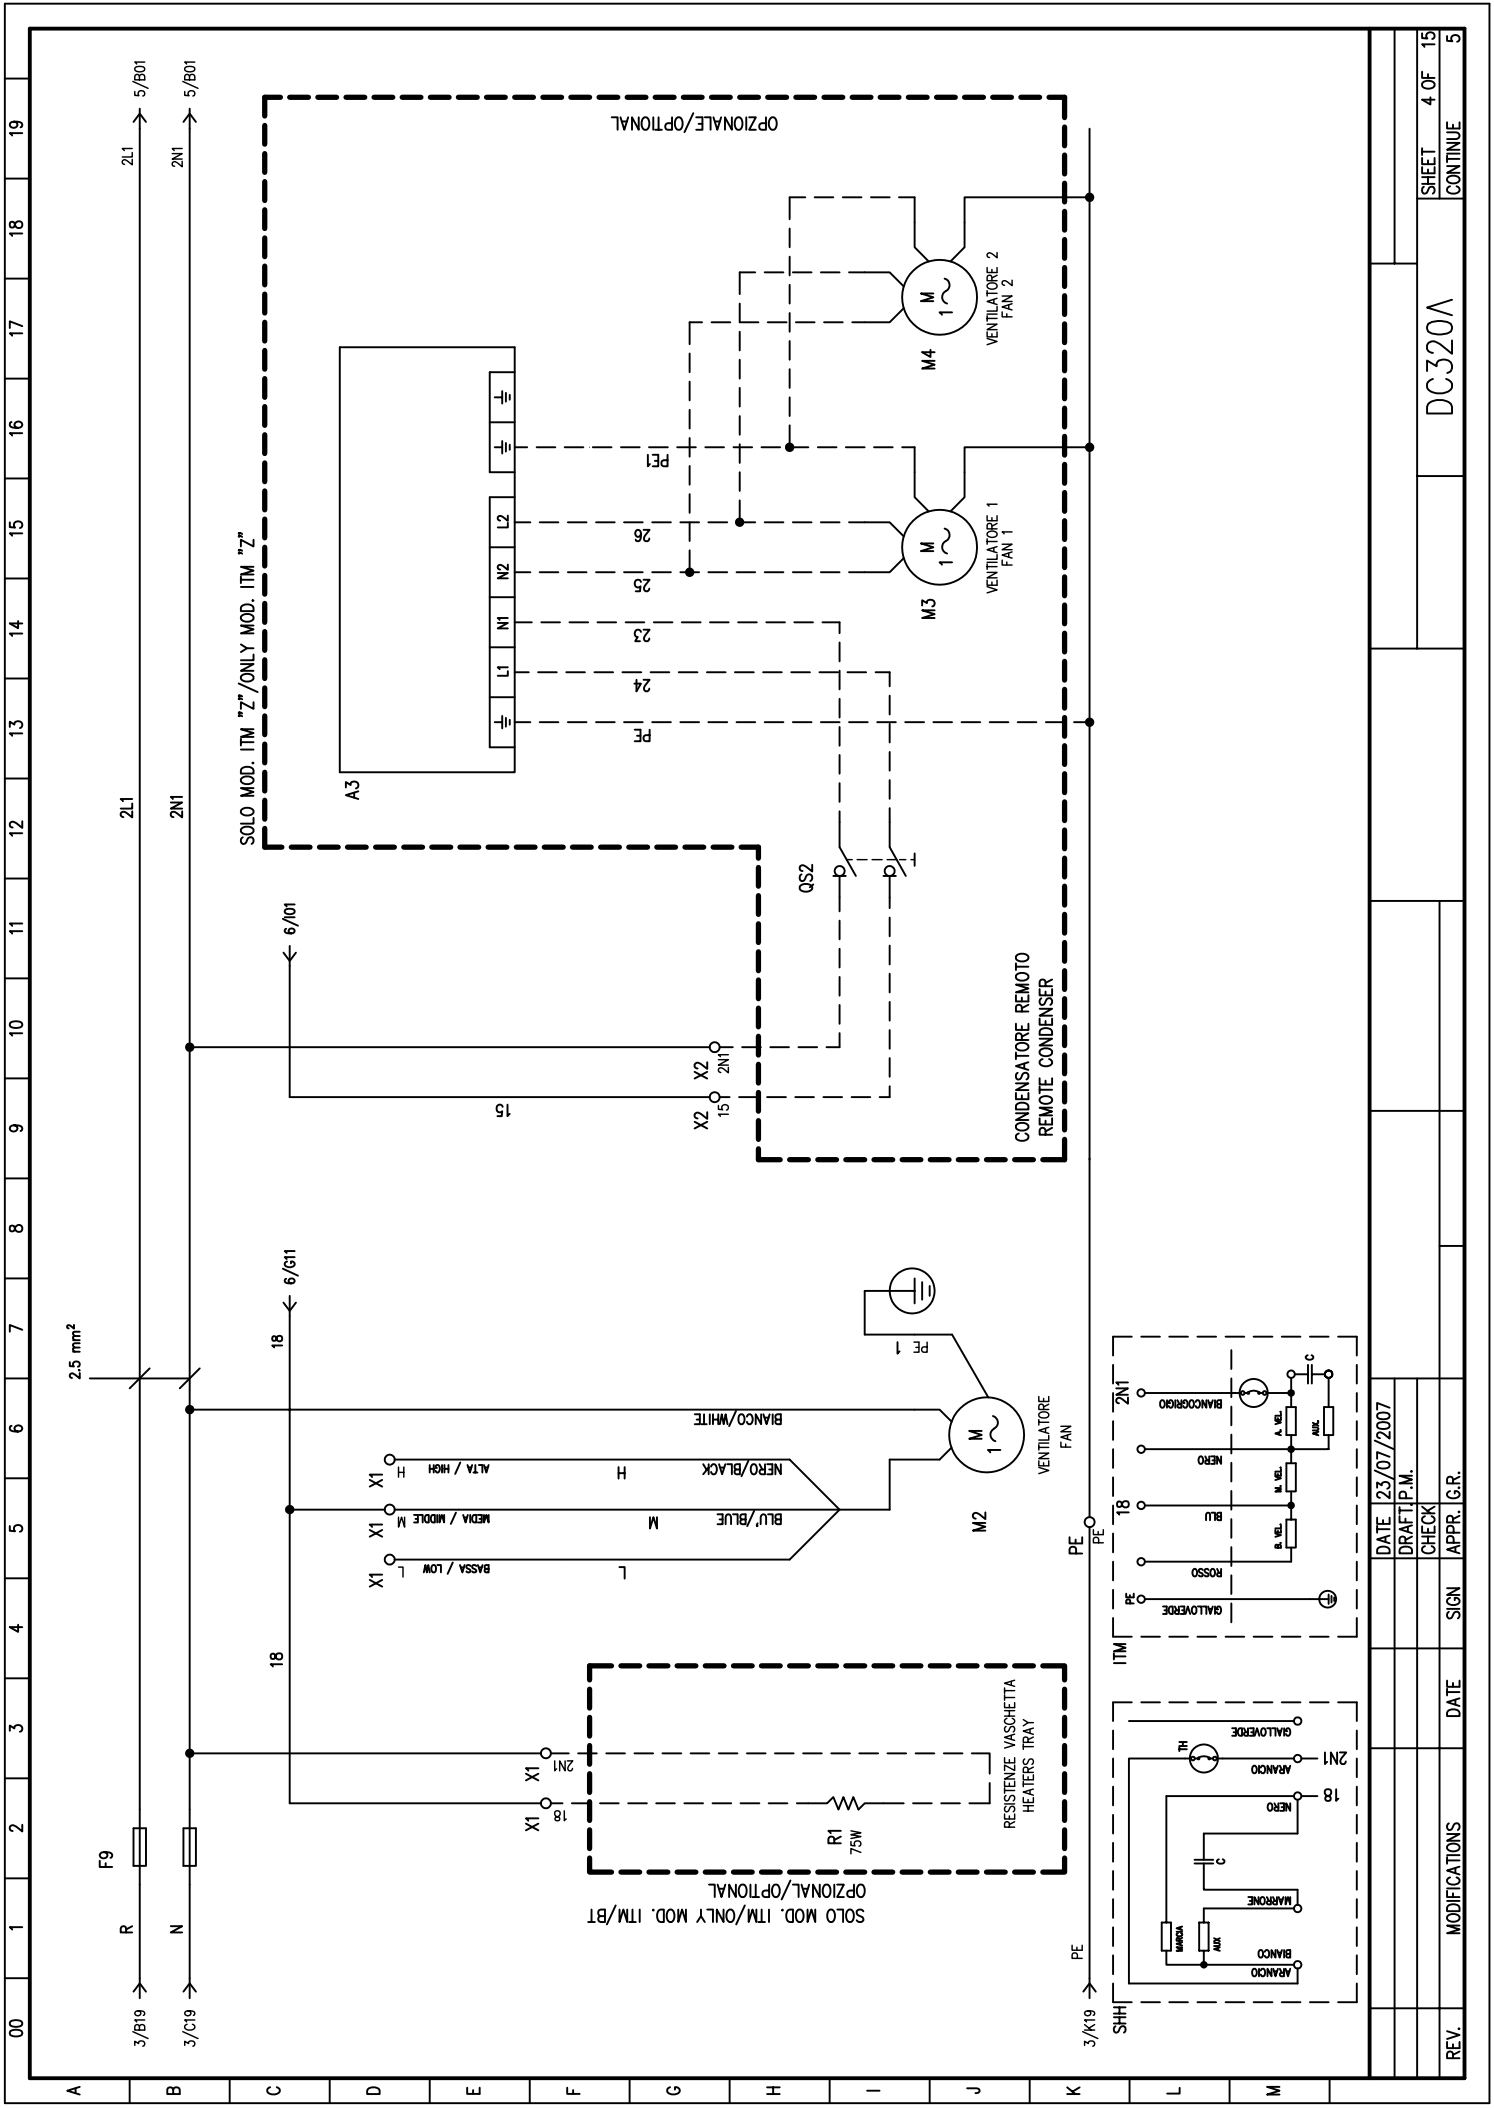 00 1 2 3 4 5 6 7 8 9 10 11 12 13 14 15 16 17 18 19
A
B
C
D
E
F
G
H
I
J
K
L
M
3/B19
R
F9
2.5 mm²
2L1
2L1
5/B01
3/C19
N
2N1
2N1
5/B01
18
18
6/G11
6/I01
15
SOLO MOD. ITM "Z"/ONLY MOD. ITM "Z"
OPZIONALE/OPTIONAL
A3
L1
N1
N2
L2
PE
24
23
25
26
PE1
X1
L
BASSA / LOW
L
X1
M
MEDIA / MIDDLE
M
BLU'/BLUE
X1
H
ALTA / HIGH
H
NERO/BLACK
BIANCO/WHITE
X1
18
X1
2N1
SOLO MOD. ITM/ONLY MOD. ITM/BT
OPZIONAL/OPTIONAL
R1
75W
RESISTENZE VASCHETTA
HEATERS TRAY
M2
M
1
VENTILATORE
FAN
PE 1
X2
15
X2
2N1
QS2
CONDENSATORE REMOTO
REMOTE CONDENSER
M3
M
1
VENTILATORE 1
FAN 1
M4
M
1
VENTILATORE 2
FAN 2
3/K19
PE
PE
PE
SHH
ARANCIO
BIANCO
MARRONE
NERO
18
ARANCIO
2N1
GIALLOVERDE
MARCIA
AUX
C
TH
ITM
PE
GIALLOVERDE
ROSSO
18
BLU
NERO
2N1
BIANCOGRIGIO
B. VEL.
M. VEL.
A. VEL.
AUX.
C
REV.
MODIFICATIONS
DATE
SIGN
DATE 23/07/2007
DRAFT. P.M.
CHECK
APPR. G.R.
DC320Λ
SHEET 4 OF 15
CONTINUE 5